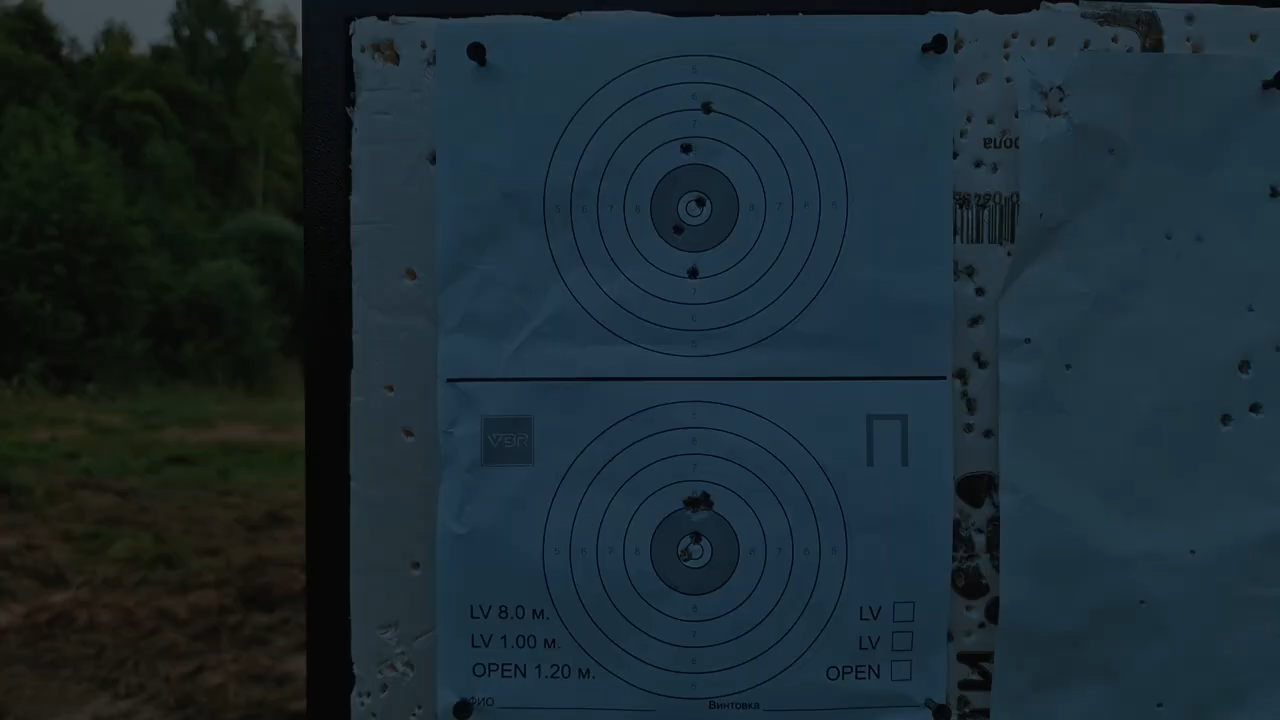 VBR
П
LV 8.0 м.
LV 1.00 м.
OPEN 1.20 м.
LV
LV
OPEN
ФИО
Винтовка